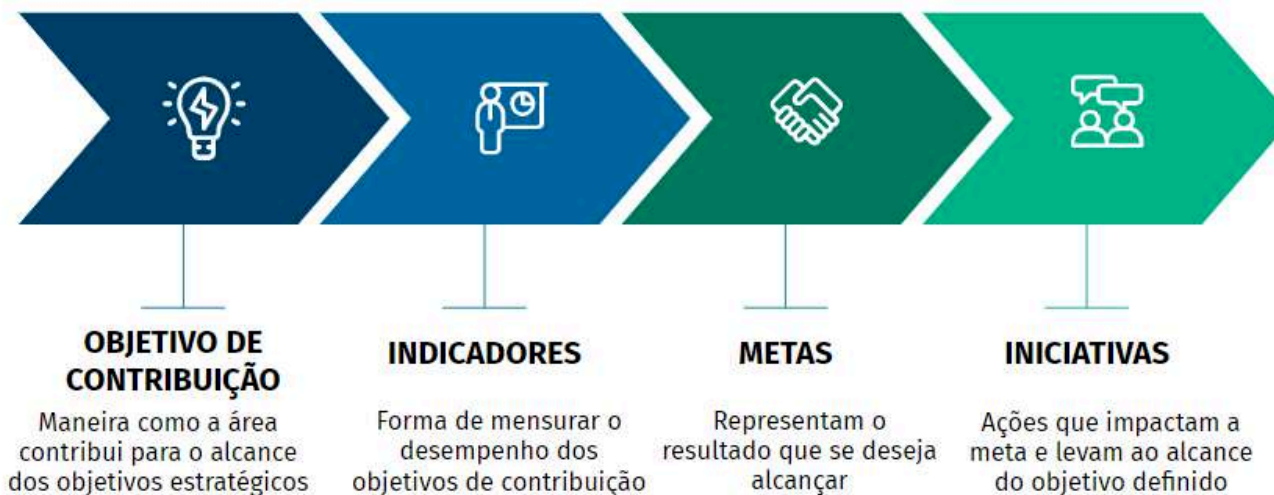 OBJETIVO DE
CONTRIBUIÇÃO
Maneira como a área
contribui para o alcance
dos objetivos estratégicos
INDICADORES
Forma de mensurar o
desempenho dos
objetivos de contribuição
METAS
Representam o
resultado que se deseja
alcançar
INICIATIVAS
Ações que impactam a
meta e levam ao alcance
do objetivo definido